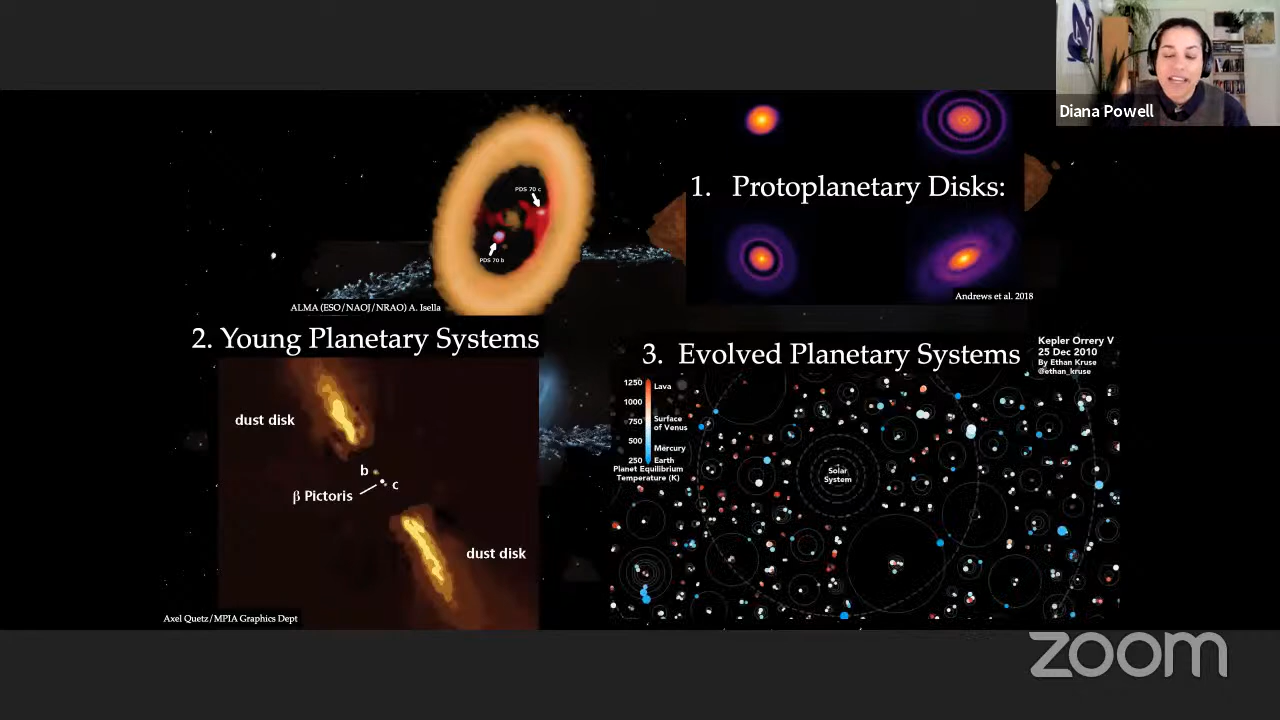 Diana Powell
PDS 70 c
PDS 70 b
ALMA (ESO/NAOJ/NRAO) A. Isella
1. Protoplanetary Disks:
Andrews et al. 2018
2. Young Planetary Systems
dust disk
b
c
β Pictoris
dust disk
Axel Quetz/MPIA Graphics Dept
3. Evolved Planetary Systems
Kepler Orrery V
25 Dec 2010
By Ethan Kruse
@ethan_kruse
1250
Lava
1000
750
Surface
of Venus
500
Mercury
250
Earth
Planet Equilibrium
Temperature (K)
Solar
System
zoom